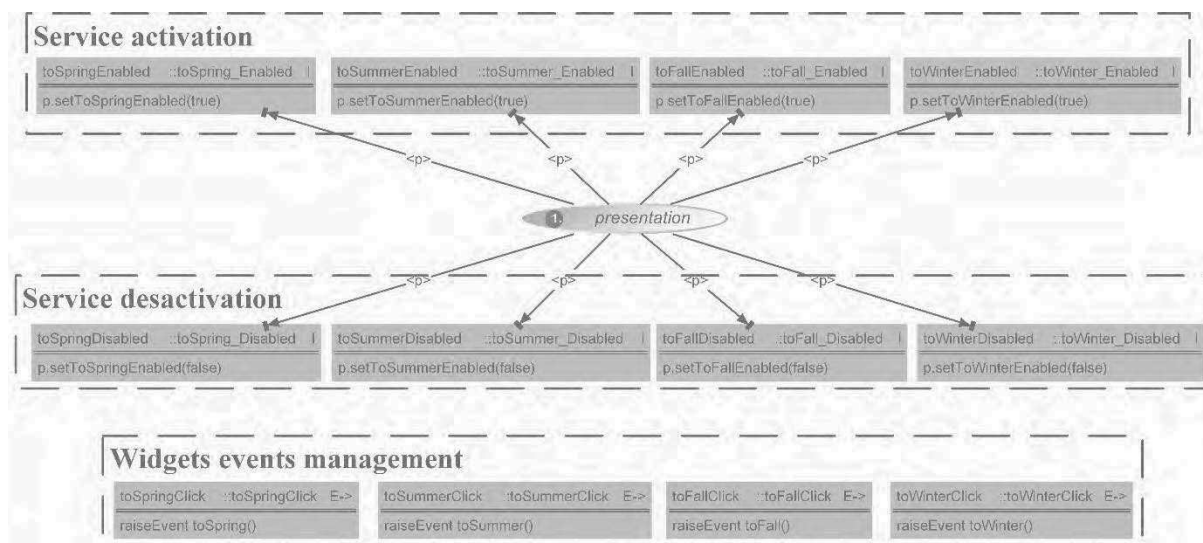 Service activation
toSpringEnabled ::toSpring_Enabled I toSummerEnabled ::toSummer_Enabled I toFallEnabled ::toFall_Enabled I toWinterEnabled ::toWinter_Enabled I
p.setToSpringEnabled(true) p.setToSummerEnabled(true) p.setToFallEnabled(true) p.setToWinterEnabled(true)
<p> <p> <p> <p>
1. presentation
<p> <p> <p> <p>
Service desactivation
toSpringDisabled ::toSpring_Disabled I toSummerDisabled ::toSummer_Disabled I toFallDisabled ::toFall_Disabled I toWinterDisabled ::toWinter_Disabled I
p.setToSpringEnabled(false) p.setToSummerEnabled(false) p.setToFallEnabled(false) p.setToWinterEnabled(false)
Widgets events management
toSpringClick ::toSpringClick E-> toSummerClick ::toSummerClick E-> toFallClick ::toFallClick E-> toWinterClick ::toWinterClick E->
raiseEvent toSpring() raiseEvent toSummer() raiseEvent toFall() raiseEvent toWinter()